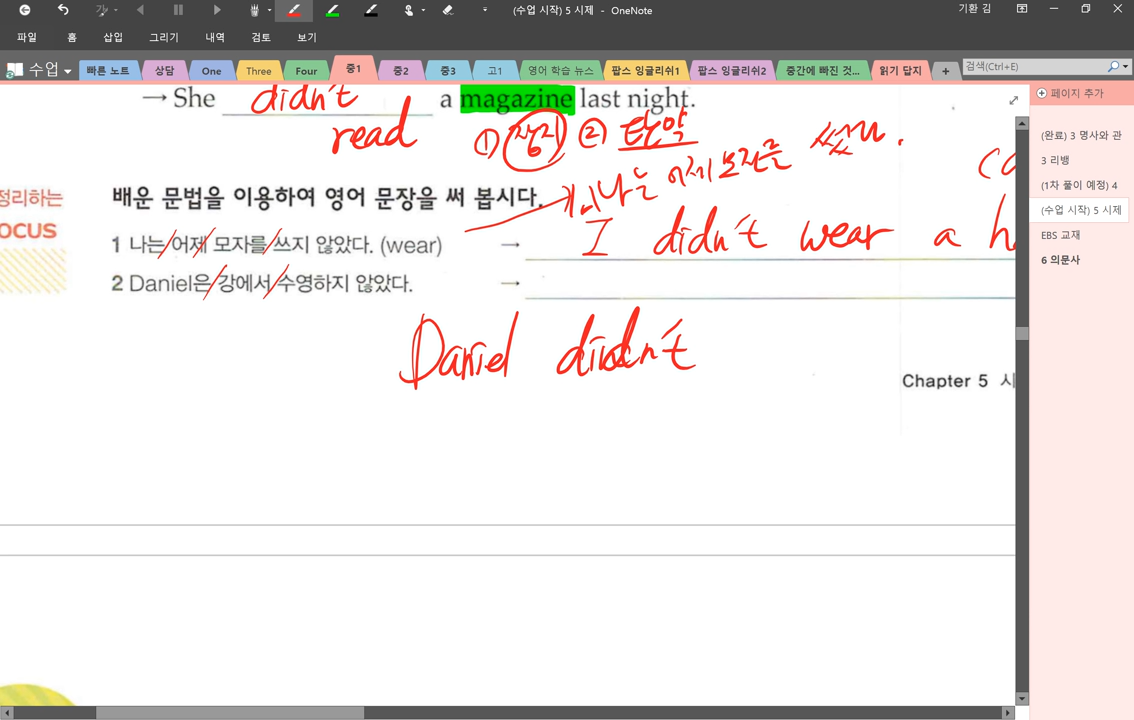 (수업 시작) 5 시제 - OneNote
기환 김
파일 홈 삽입 그리기 내역 검토 보기
수업 빠른 노트 상담 One Three Four 중1 중2 중3 고1 영어 학습 뉴스 팝스 잉글리쉬1 팝스 잉글리쉬2 중간에 빠진 것... 읽기 답지 + 검색(Ctrl+E)
페이지 추가
(완료) 3 명사와 관
3 리뱅
(1차 풀이 예정) 4
(수업 시작) 5 시제
EBS 교재
6 의문사
→ She didn't a magazine last night.
read ① 잡지 ② 탄약
나는 어제 모자를
정리하는 배운 문법을 이용하여 영어 문장을 써 봅시다.
OCUS
1 나는/어제/모자를/쓰지 않았다. (wear) → I didn't wear a h
2 Daniel은/강에서/수영하지 않았다. →
Daniel didn't
Chapter 5 시